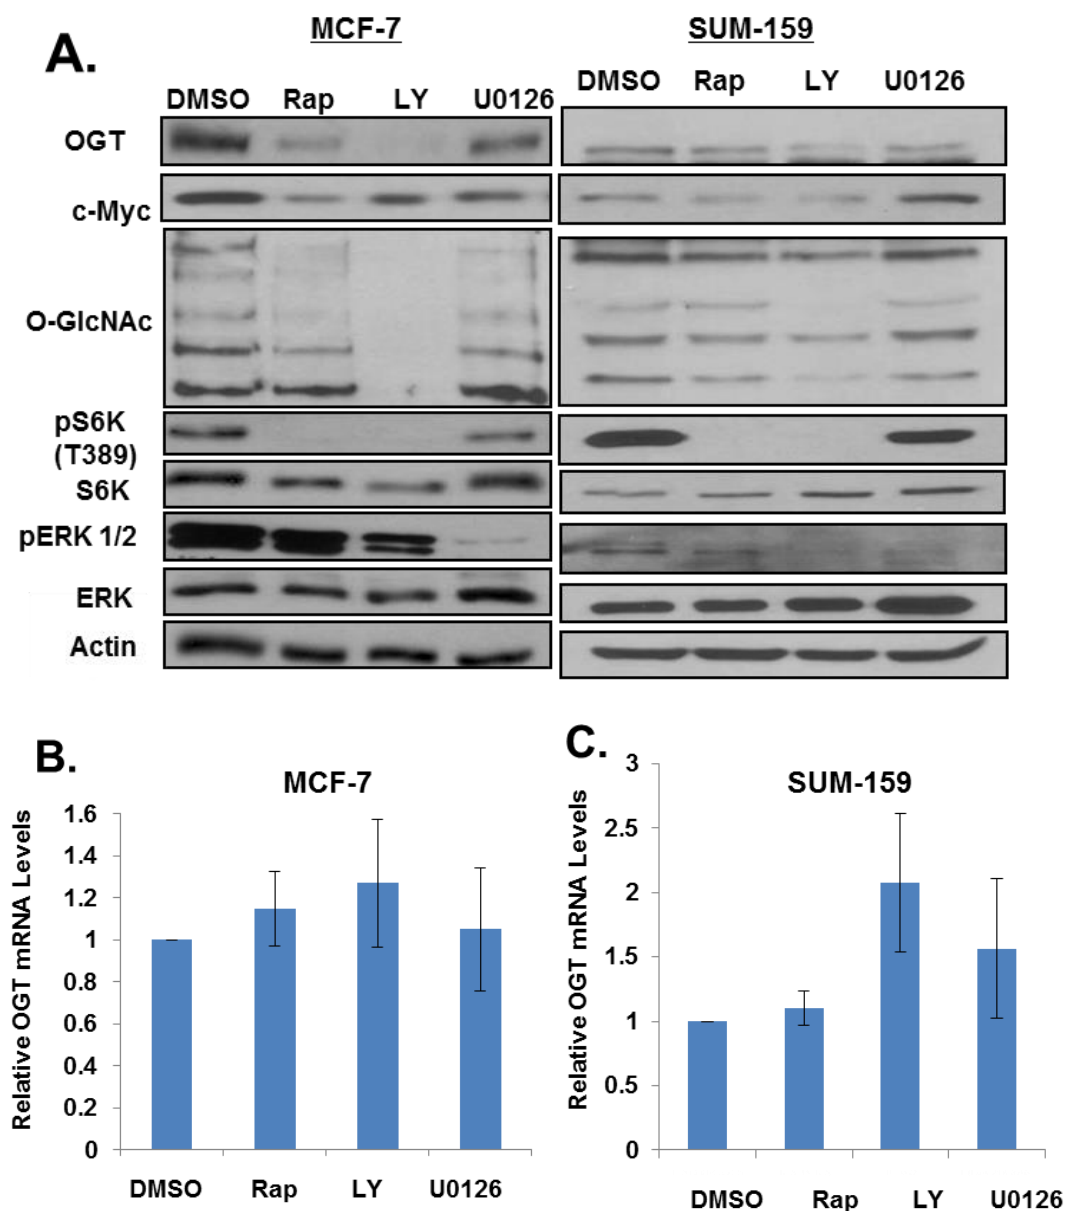 A.
MCF-7
SUM-159
DMSO Rap LY U0126
DMSO Rap LY U0126
OGT
c-Myc
O-GlcNAc
pS6K
(T389)
S6K
pERK 1/2
ERK
Actin
B.
MCF-7
Relative OGT mRNA Levels
1.6
1.4
1.2
1
0.8
0.6
0.4
0.2
0
DMSO Rap LY U0126
C.
SUM-159
Relative OGT mRNA Levels
3
2.5
2
1.5
1
0.5
0
DMSO Rap LY U0126